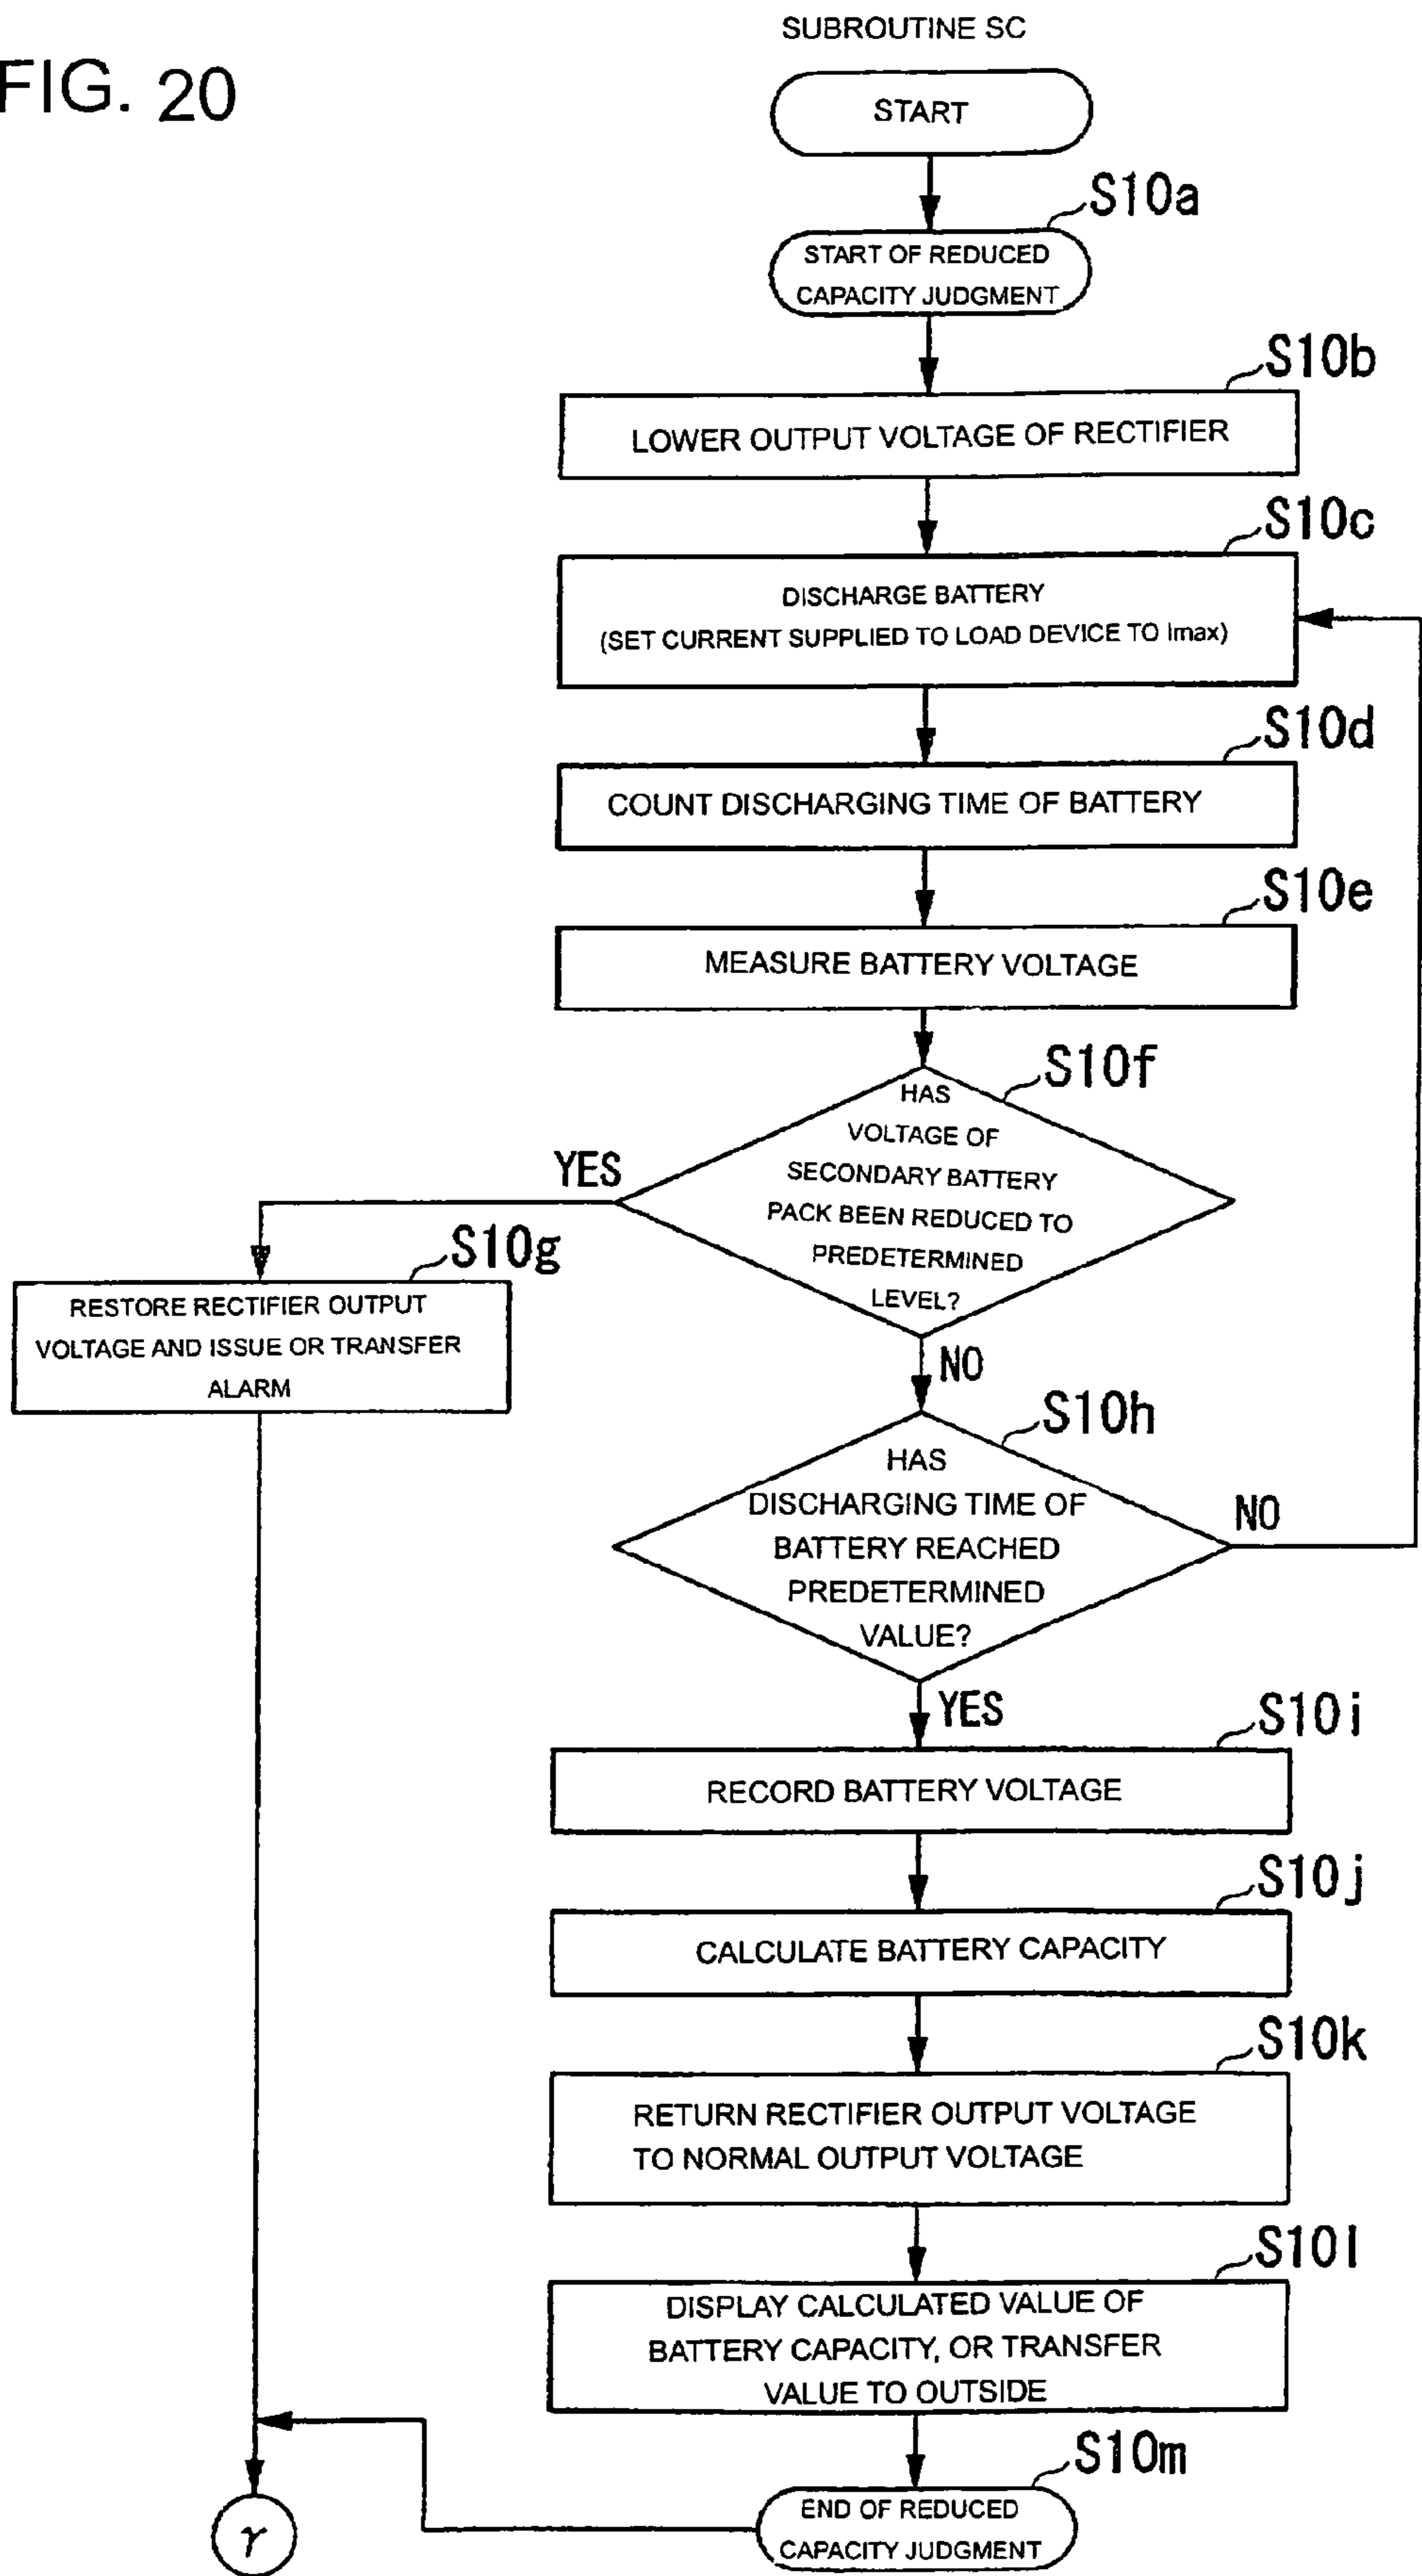 SUBROUTINE SC
FIG. 20
START
S10a
START OF REDUCED
CAPACITY JUDGMENT
S10b
LOWER OUTPUT VOLTAGE OF RECTIFIER
S10c
DISCHARGE BATTERY
(SET CURRENT SUPPLIED TO LOAD DEVICE TO Imax)
S10d
COUNT DISCHARGING TIME OF BATTERY
S10e
MEASURE BATTERY VOLTAGE
S10f
HAS
VOLTAGE OF
SECONDARY BATTERY
PACK BEEN REDUCED TO
PREDETERMINED
LEVEL?
YES
S10g
RESTORE RECTIFIER OUTPUT
VOLTAGE AND ISSUE OR TRANSFER
ALARM
NO
S10h
HAS
DISCHARGING TIME OF
BATTERY REACHED
PREDETERMINED
VALUE?
NO
YES
S10i
RECORD BATTERY VOLTAGE
S10j
CALCULATE BATTERY CAPACITY
S10k
RETURN RECTIFIER OUTPUT VOLTAGE
TO NORMAL OUTPUT VOLTAGE
S10l
DISPLAY CALCULATED VALUE OF
BATTERY CAPACITY, OR TRANSFER
VALUE TO OUTSIDE
S10m
END OF REDUCED
CAPACITY JUDGMENT
γ